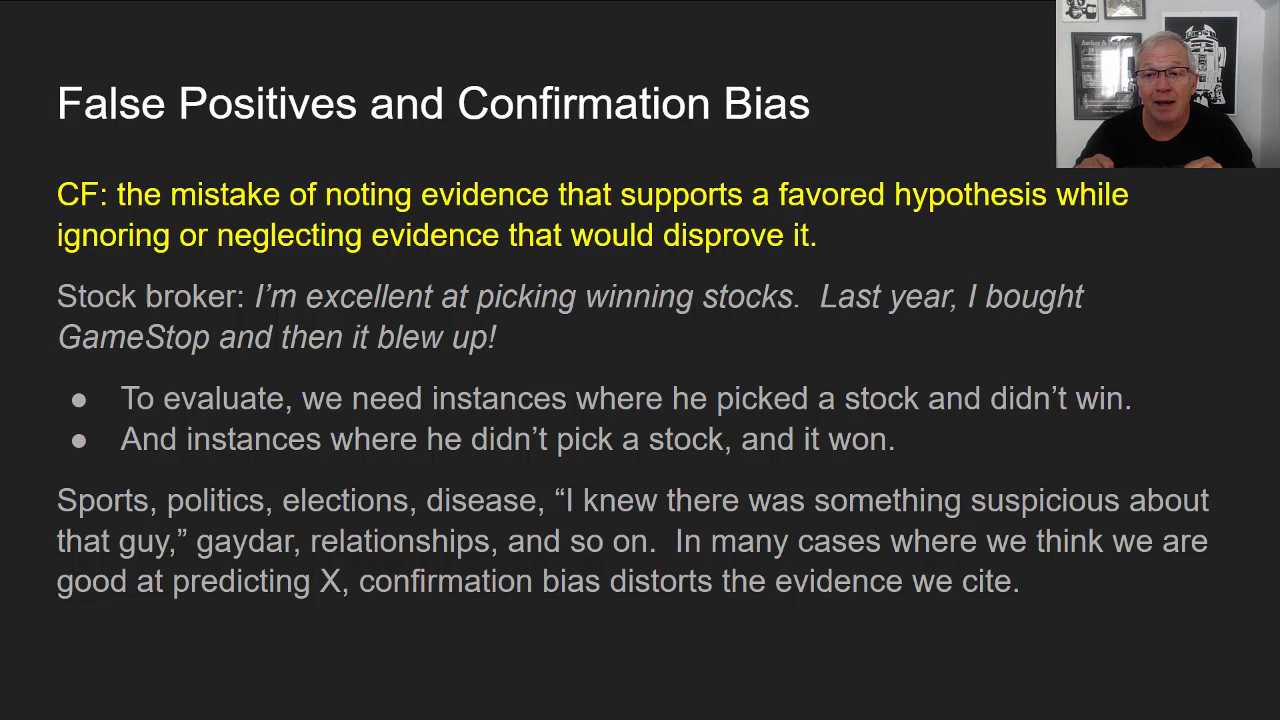 False Positives and Confirmation Bias
CF: the mistake of noting evidence that supports a favored hypothesis while
ignoring or neglecting evidence that would disprove it.
Stock broker: I’m excellent at picking winning stocks.  Last year, I bought
GameStop and then it blew up!
● To evaluate, we need instances where he picked a stock and didn’t win.
● And instances where he didn’t pick a stock, and it won.
Sports, politics, elections, disease, “I knew there was something suspicious about
that guy,” gaydar, relationships, and so on.  In many cases where we think we are
good at predicting X, confirmation bias distorts the evidence we cite.